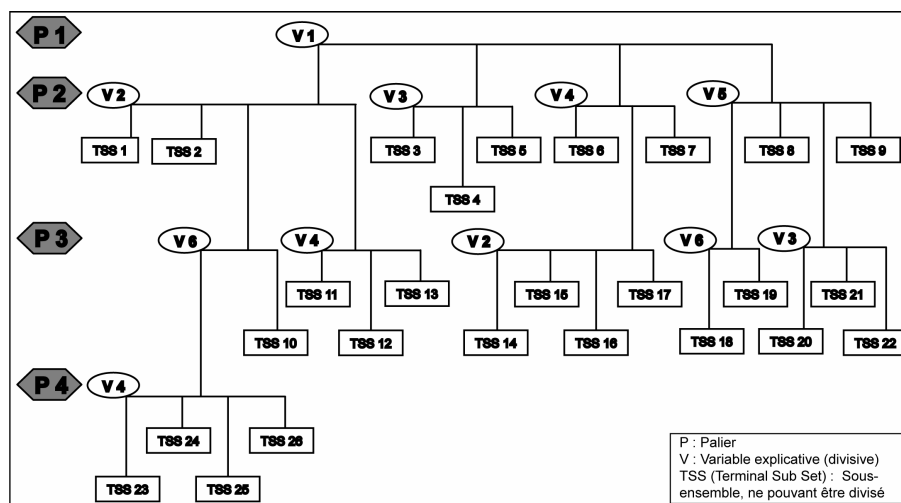 P 1
V 1
P 2
V 2
V 3
V 4
V 5
TSS 1
TSS 2
TSS 3
TSS 5
TSS 6
TSS 7
TSS 8
TSS 9
TSS 4
P 3
V 6
V 4
V 2
V 6
V 3
TSS 11
TSS 13
TSS 15
TSS 17
TSS 19
TSS 21
TSS 10
TSS 12
TSS 14
TSS 16
TSS 18
TSS 20
TSS 22
P 4
V 4
TSS 24
TSS 26
TSS 23
TSS 25
P : Palier
V : Variable explicative (divisive)
TSS (Terminal Sub Set) : Sous-
ensemble, ne pouvant être divisé